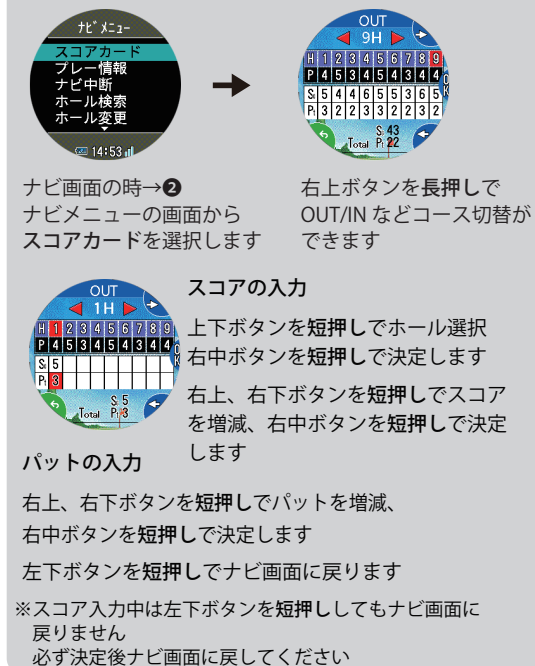 ナビメニュー
スコアカード
プレー情報
ナビ中断
ホール検索
ホール変更
14:53
OUT
9H
H 1 2 3 4 5 6 7 8 9
P 4 5 3 4 5 4 3 4 4
OK
S: 5 4 4 6 5 5 3 6 5
P: 3 2 2 3 3 2 2 3 2
Total S: 43
P: 22
ナビ画面の時→❷
ナビメニューの画面から
スコアカードを選択します
右上ボタンを長押しで
OUT/IN などコース切替が
できます
OUT
1H
H 1 2 3 4 5 6 7 8 9
P 4 5 3 4 5 4 3 4 4
OK
S: 5
P: 3
Total S: 5
P: 3
スコアの入力
上下ボタンを短押しでホール選択
右中ボタンを短押しで決定します
右上、右下ボタンを短押しでスコア
を増減、右中ボタンを短押しで決定
します
パットの入力
右上、右下ボタンを短押しでパットを増減、
右中ボタンを短押しで決定します
左下ボタンを短押しでナビ画面に戻ります
※スコア入力中は左下ボタンを短押ししてもナビ画面に
戻りません
必ず決定後ナビ画面に戻してください